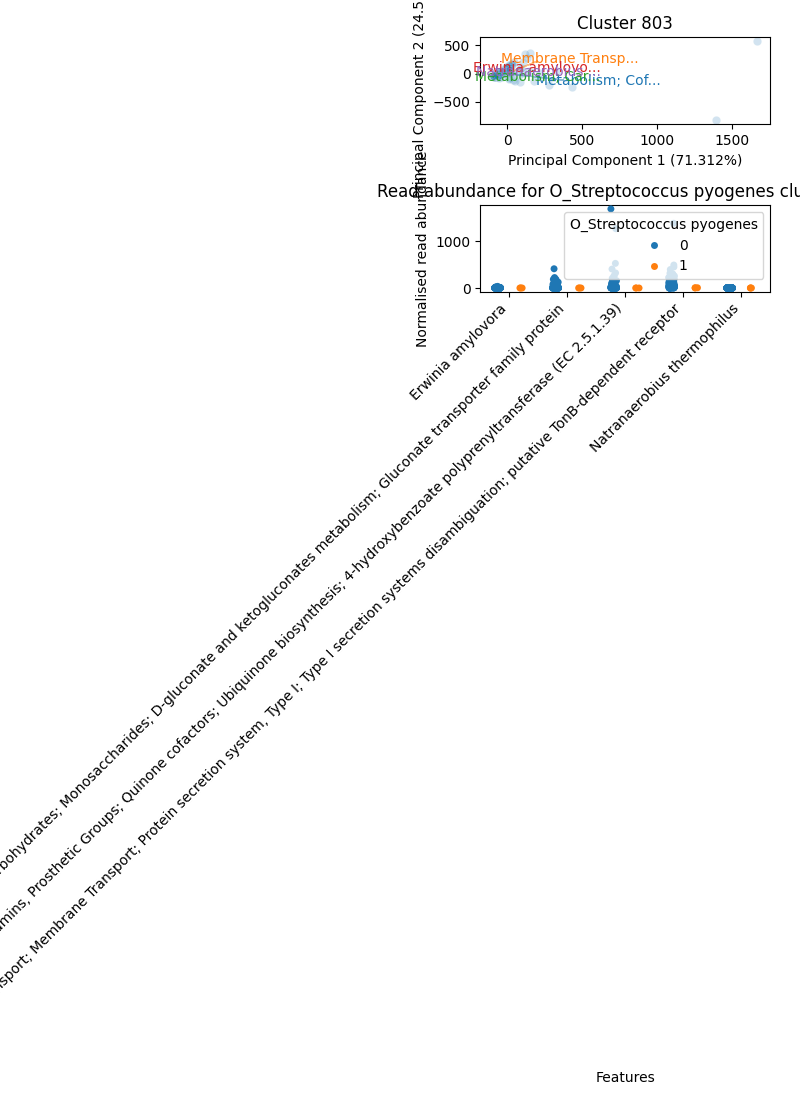 Cluster 803
Principal Component 2 (24.5
500
0
−500
Membrane Transp...
Erwinia amylovo...
Metabolism; Cof...
0
500
1000
1500
Principal Component 1 (71.312%)
Read abundance for O_Streptococcus pyogenes clu
Normalised read abundance
1000
0
O_Streptococcus pyogenes
0
1
Erwinia amylovora
rbohydrates; Monosaccharides; D-gluconate and ketogluconates metabolism; Gluconate transporter family protein
amins, Prosthetic Groups; Quinone cofactors; Ubiquinone biosynthesis; 4-hydroxybenzoate polyprenyltransferase (EC 2.5.1.39)
sport; Membrane Transport; Protein secretion system, Type I; Type I secretion systems disambiguation; putative TonB-dependent receptor
Natranaerobius thermophilus
Features